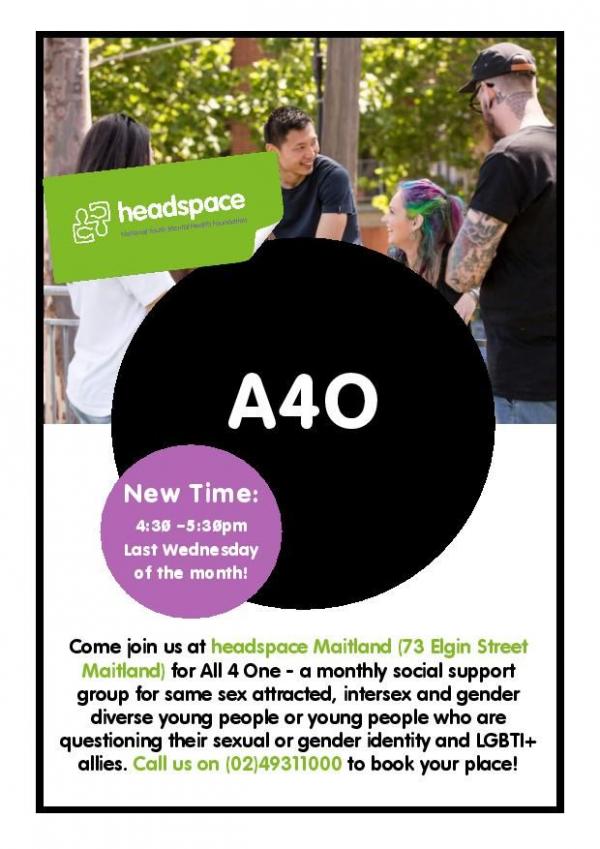 headspace
National Youth Mental Health Foundation
A4O
New Time:
4:30 -5:30pm
Last Wednesday
of the month!
Come join us at headspace Maitland (73 Elgin Street
Maitland) for All 4 One - a monthly social support
group for same sex attracted, intersex and gender
diverse young people or young people who are
questioning their sexual or gender identity and LGBTI+
allies. Call us on (02)49311000 to book your place!